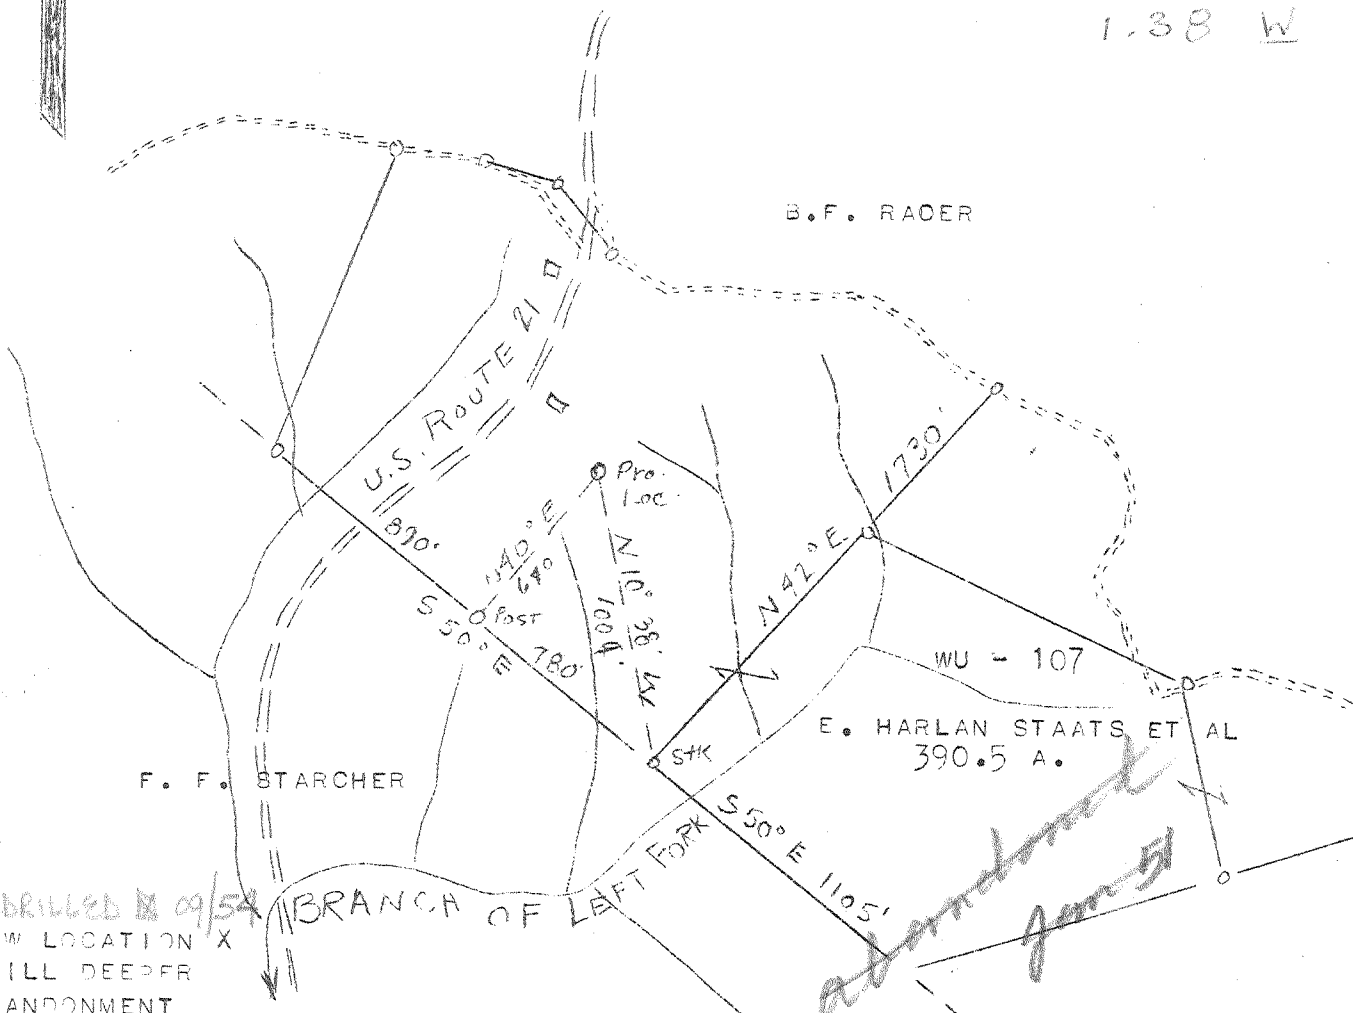 1.38 W
B.F. RADER
U.S. ROUTE 21
Pro.
Loc.
1730'
890'
N 40° E
640
N 10° 38' W
1009'
N 42° E
Post
S 50° E
780'
WU - 107
E. HARLAN STAATS ET AL
390.5 A.
Stk
F. F. STARCHER
S 50° E 1105'
abandoned
Jan 51
BRANCH OF LEFT FORK
DRILLED 09/54
W LOCATION X
ILL DEEPER
ANDONMENT